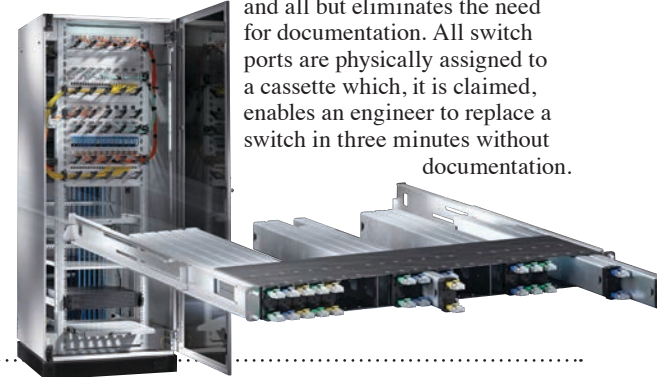 and all but eliminates the need
for documentation. All switch
ports are physically assigned to
a cassette which, it is claimed,
enables an engineer to replace a
switch in three minutes without
documentation.